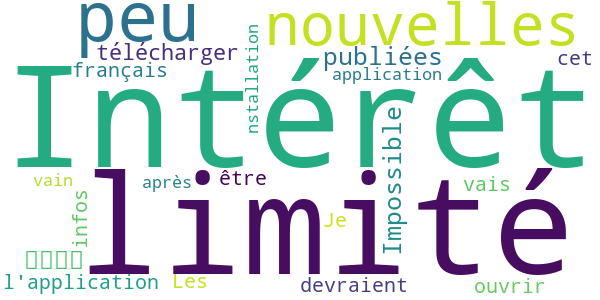 peu nouvelles
télécharger publiées cet
français nstallation application
Intérêt
Impossible
vain après être vais
limité
infos Je
l'application Les devraient ouvrir